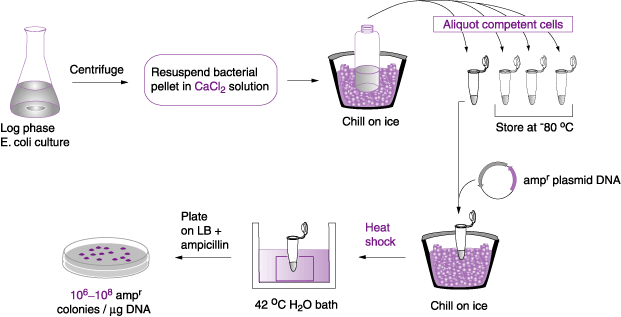 Aliquot competent cells
Centrifuge
Resuspend bacterial
pellet in CaCl₂ solution
Log phase
E. coli culture
Chill on ice
Store at ⁻80 ⁰C
ampʳ plasmid DNA
Plate
on LB +
ampicillin
Heat
shock
10⁶–10⁸ ampʳ
colonies / μg DNA
42 ⁰C H₂O bath
Chill on ice